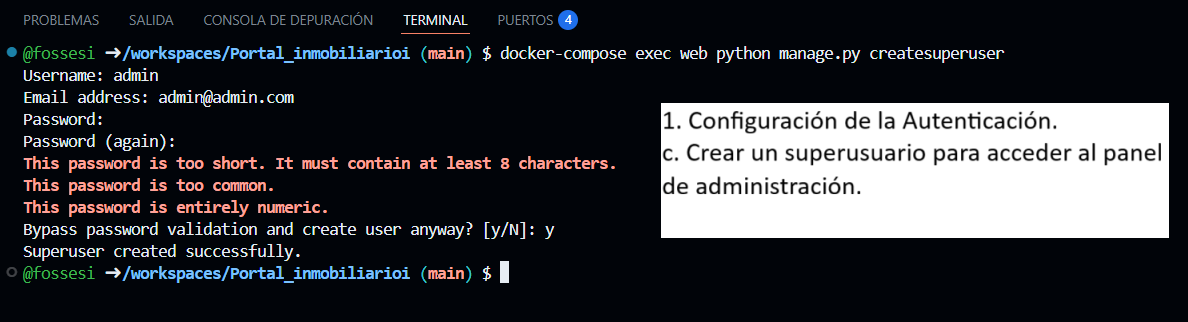 PROBLEMAS SALIDA CONSOLA DE DEPURACIÓN TERMINAL PUERTOS 4
@fossesi ➜/workspaces/Portal_inmobiliarioi (main) $ docker-compose exec web python manage.py createsuperuser
Username: admin
Email address: admin@admin.com
Password:
Password (again):
This password is too short. It must contain at least 8 characters.
This password is too common.
This password is entirely numeric.
Bypass password validation and create user anyway? [y/N]: y
Superuser created successfully.
@fossesi ➜/workspaces/Portal_inmobiliarioi (main) $
1. Configuración de la Autenticación.
c. Crear un superusuario para acceder al panel
de administración.